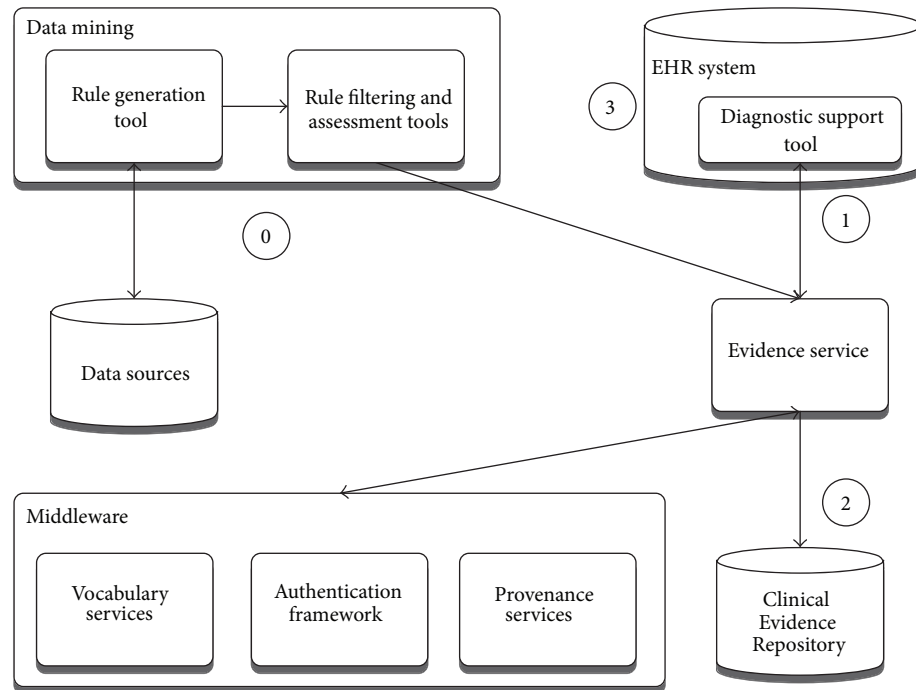 Data mining
Rule generation
tool
Rule filtering and
assessment tools
EHR system
3
Diagnostic support
tool
0
1
Data sources
Evidence service
2
Middleware
Vocabulary
services
Authentication
framework
Provenance
services
Clinical
Evidence
Repository